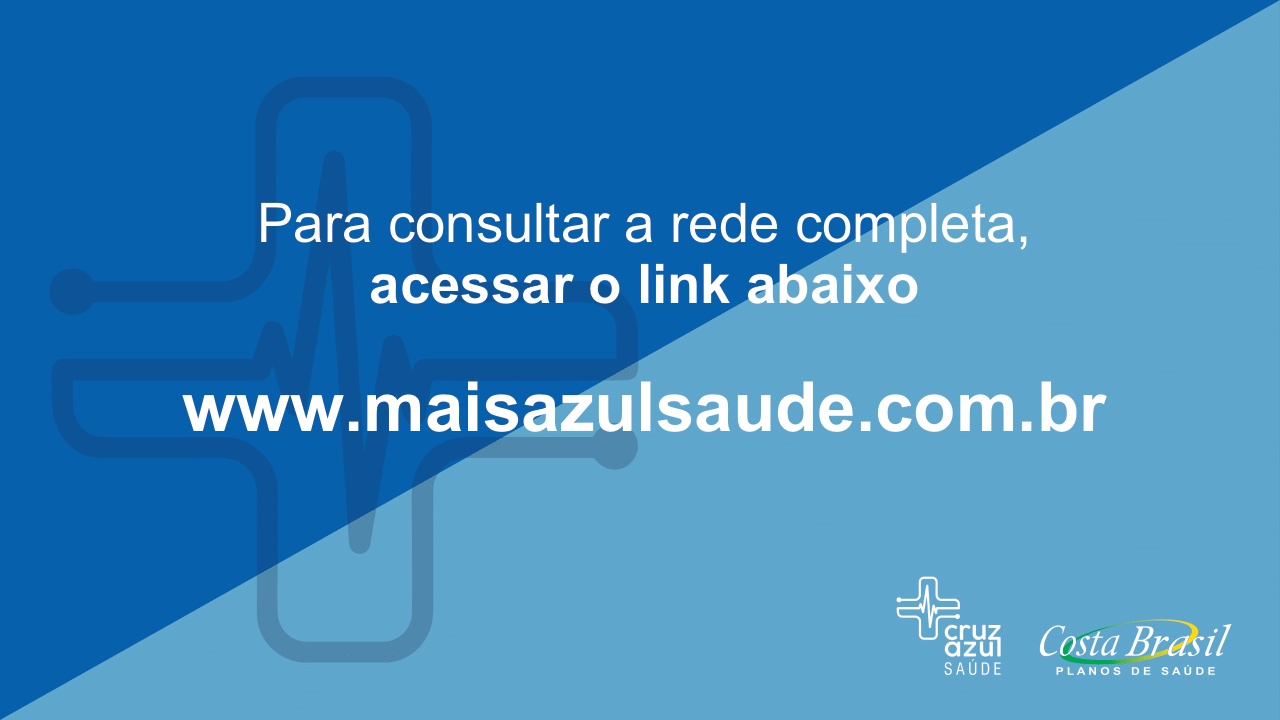 Para consultar a rede completa,
acessar o link abaixo
www.maisazulsaude.com.br
cruz
azul
SAÚDE
Costa Brasil
PLANOS DE SAÚDE